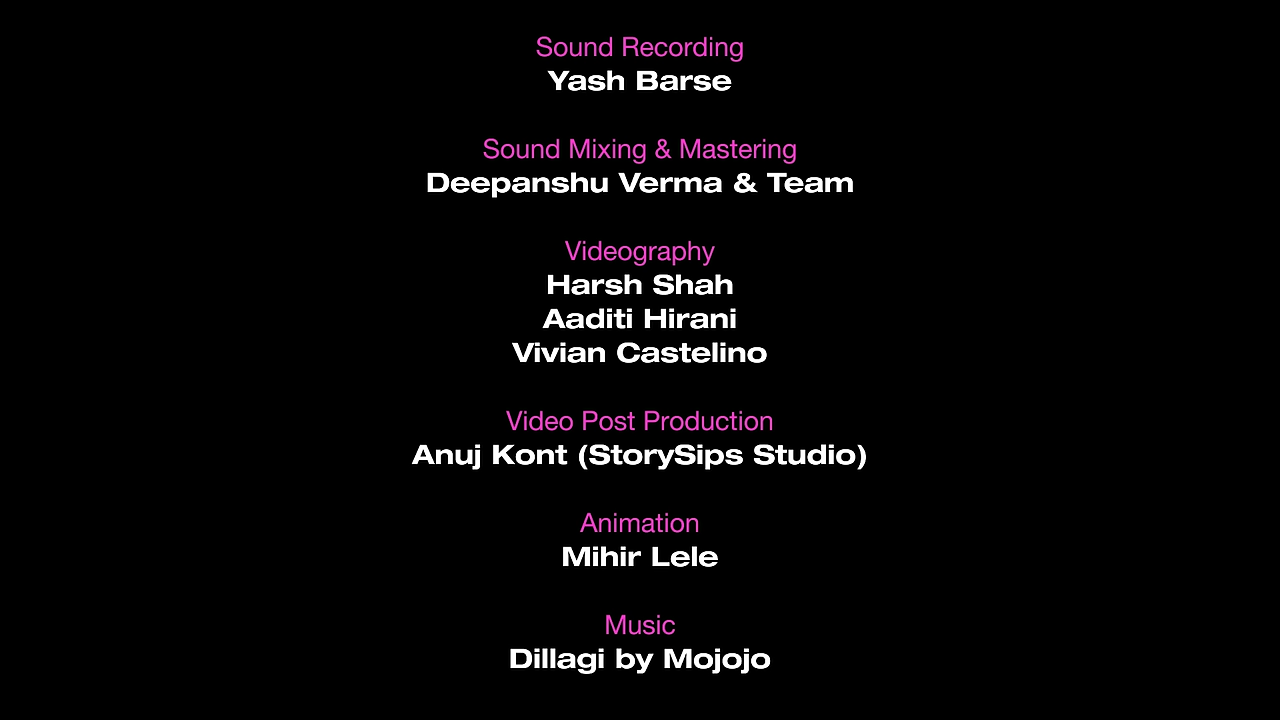 Sound Recording
Yash Barse
Sound Mixing & Mastering
Deepanshu Verma & Team
Videography
Harsh Shah
Aaditi Hirani
Vivian Castelino
Video Post Production
Anuj Kont (StorySips Studio)
Animation
Mihir Lele
Music
Dillagi by Mojojo